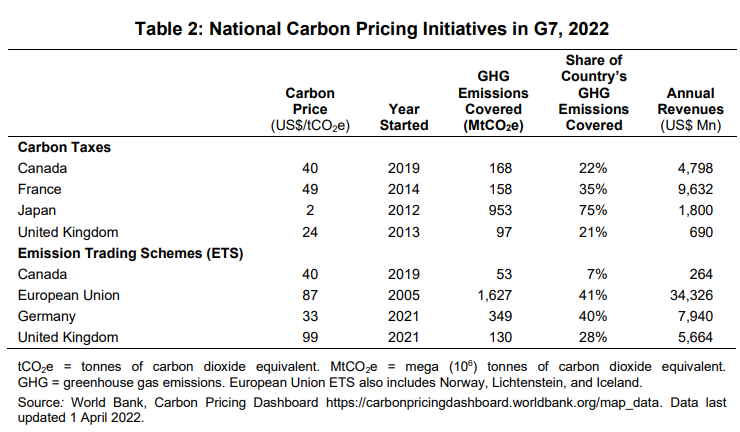 Table 2: National Carbon Pricing Initiatives in G7, 2022
Carbon Price (US$/tCO₂e) Year Started GHG Emissions Covered (MtCO₂e) Share of Country’s GHG Emissions Covered Annual Revenues (US$ Mn)
Carbon Taxes
Canada 40 2019 168 22% 4,798
France 49 2014 158 35% 9,632
Japan 2 2012 953 75% 1,800
United Kingdom 24 2013 97 21% 690
Emission Trading Schemes (ETS)
Canada 40 2019 53 7% 264
European Union 87 2005 1,627 41% 34,326
Germany 33 2021 349 40% 7,940
United Kingdom 99 2021 130 28% 5,664
tCO₂e = tonnes of carbon dioxide equivalent. MtCO₂e = mega (10⁶) tonnes of carbon dioxide equivalent.
GHG = greenhouse gas emissions. European Union ETS also includes Norway, Lichtenstein, and Iceland.
Source: World Bank, Carbon Pricing Dashboard https://carbonpricingdashboard.worldbank.org/map_data. Data last
updated 1 April 2022.